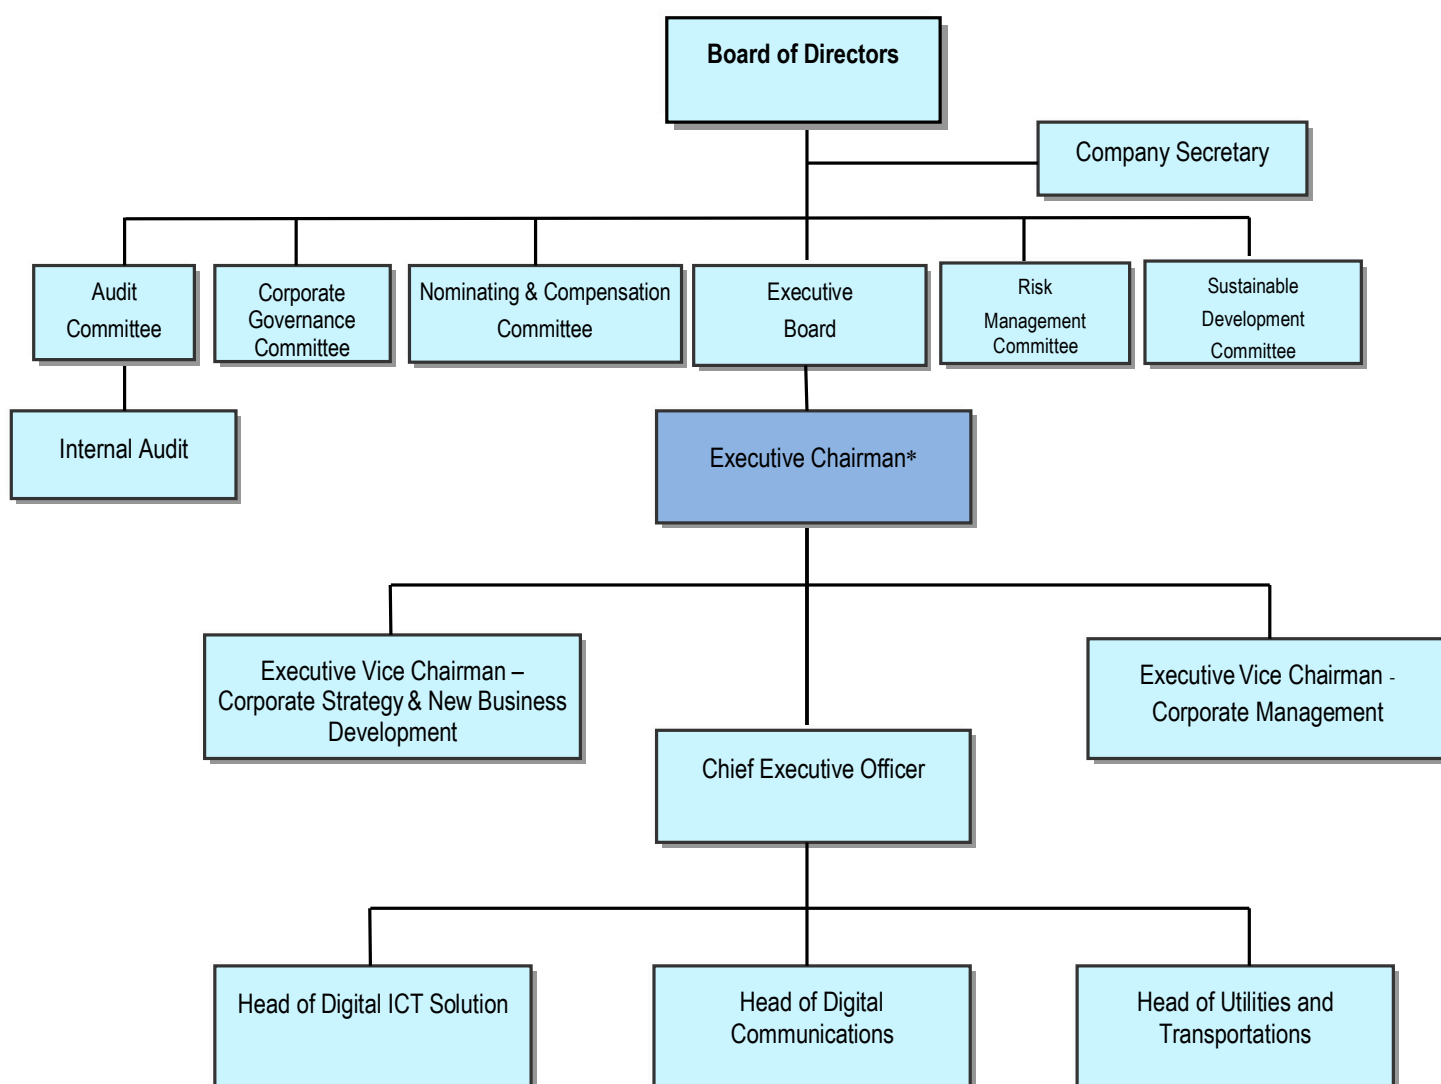 Board of Directors
Company Secretary
Audit
Committee
Corporate
Governance
Committee
Nominating & Compensation
Committee
Executive
Board
Risk
Management
Committee
Sustainable
Development
Committee
Internal Audit
Executive Chairman*
Executive Vice Chairman –
Corporate Strategy & New Business
Development
Executive Vice Chairman -
Corporate Management
Chief Executive Officer
Head of Digital ICT Solution
Head of Digital
Communications
Head of Utilities and
Transportations